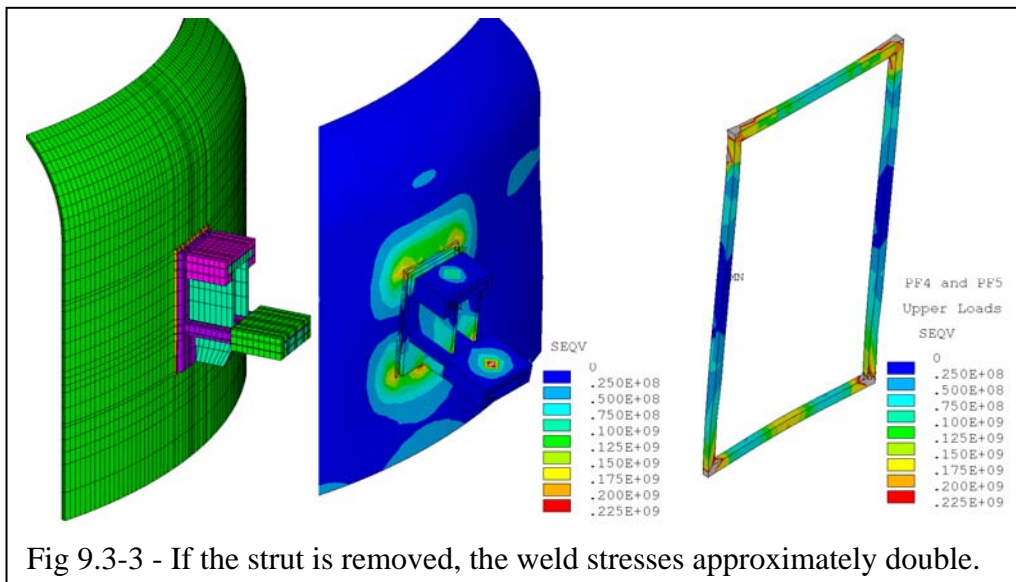 SEQV
0
.250E+08
.500E+08
.750E+08
.100E+09
.125E+09
.150E+09
.175E+09
.200E+09
.225E+09
MN
PF4 and PF5
Upper Loads
SEQV
0
.250E+08
.500E+08
.750E+08
.100E+09
.125E+09
.150E+09
.175E+09
.200E+09
.225E+09
Fig 9.3-3 - If the strut is removed, the weld stresses approximately double.